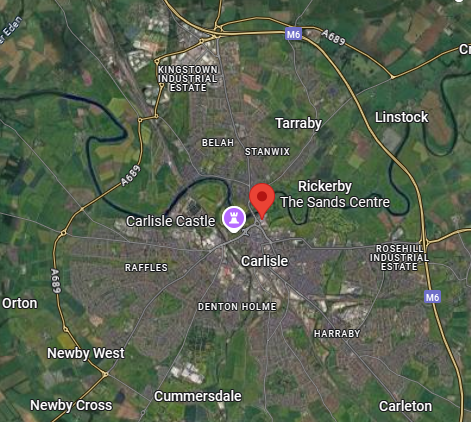 M6
A689
Ci
KINGSTOWN
INDUSTRIAL
ESTATE
Linstock
Tarraby
BELAH
STANWIX
A689
Rickerby
The Sands Centre
Carlisle Castle
ROSEHILL
INDUSTRIAL
ESTATE
Carlisle
RAFFLES
A689
M6
Orton
DENTON HOLME
HARRABY
Newby West
Cummersdale
Newby Cross
Carleton